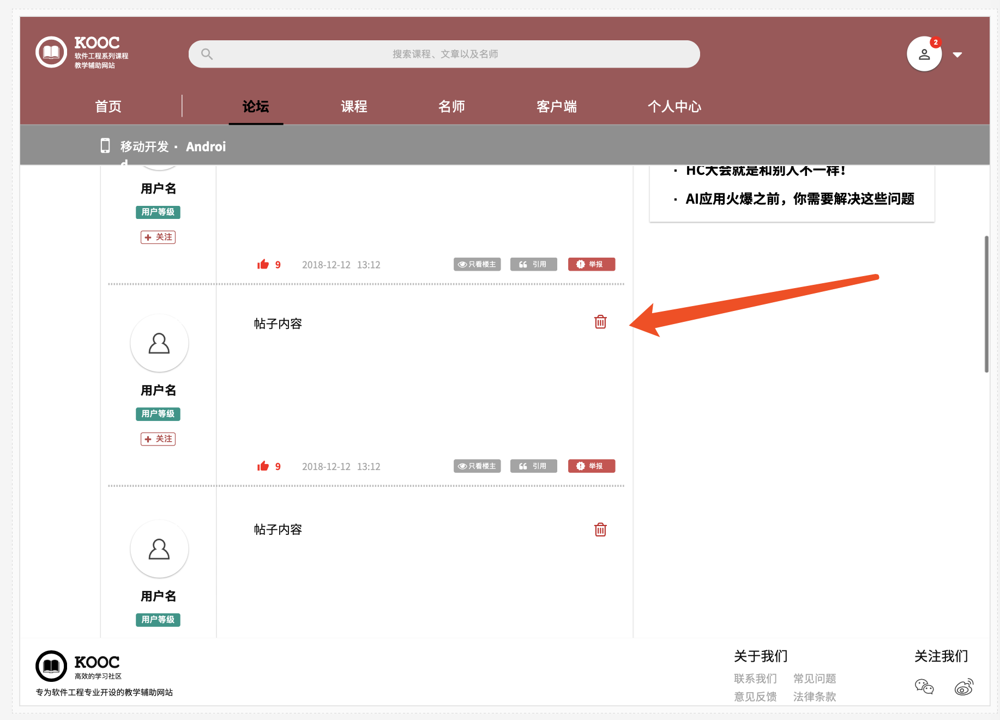 KOOC
软件工程系列课程
教学辅助网站
搜索课程、文章以及名师
2
首页
论坛
课程
名师
客户端
个人中心
移动开发 · Androi
d
· HC大会就是和别人不一样！
· AI应用火爆之前，你需要解决这些问题
用户名
用户等级
+ 关注
9 2018-12-12 13:12
只看楼主
引用
举报
帖子内容
用户名
用户等级
+ 关注
9 2018-12-12 13:12
只看楼主
引用
举报
帖子内容
用户名
用户等级
KOOC
高效的学习社区
专为软件工程专业开设的教学辅助网站
关于我们
联系我们 常见问题
意见反馈 法律条款
关注我们